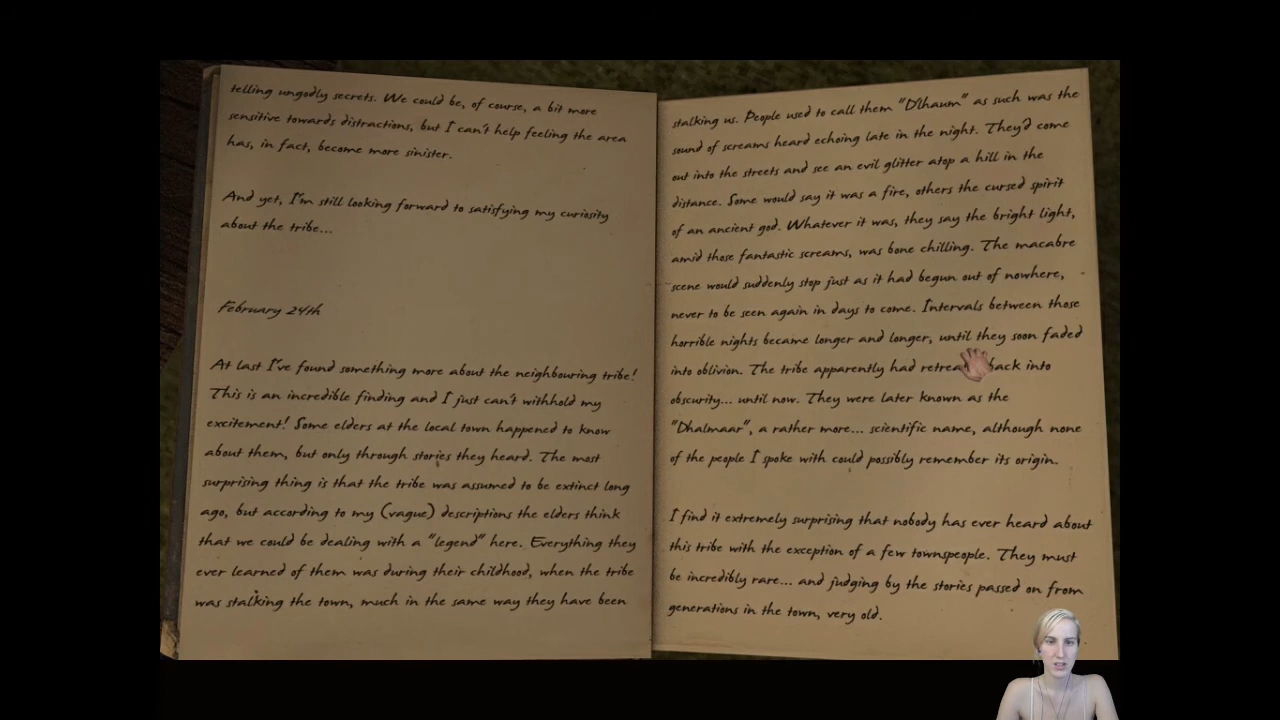 telling ungodly secrets. We could be, of course, a bit more
sensitive towards distractions, but I can't help feeling the area
has, in fact, become more sinister.
And yet, I'm still looking forward to satisfying my curiosity
about the tribe...
February 24th
At last I've found something more about the neighbouring tribe!
This is an incredible finding and I just can't withhold my
excitement! Some elders at the local town happened to know
about them, but only through stories they heard. The most
surprising thing is that the tribe was assumed to be extinct long
ago, but according to my (vague) descriptions the elders think
that we could be dealing with a "legend" here. Everything they
ever learned of them was during their childhood, when the tribe
was stalking the town, much in the same way they have been
stalking us. People used to call them "Dlhaum" as such was the
sound of screams heard echoing late in the night. They'd come
out into the streets and see an evil glitter atop a hill in the
distance. Some would say it was a fire, others the cursed spirit
of an ancient god. Whatever it was, they say the bright light,
amid those fantastic screams, was bone chilling. The macabre
scene would suddenly stop just as it had begun out of nowhere,
never to be seen again in days to come. Intervals between those
horrible nights became longer and longer, until they soon faded
into oblivion. The tribe apparently had back into
obscurity... until now. They were later known as the
"Dhalmaar", a rather more... scientific name, although none
of the people I spoke with could possibly remember its origin.
I find it extremely surprising that nobody has ever heard about
this tribe with the exception of a few townspeople. They must
be incredibly rare... and judging by the stories passed on from
generations in the town, very old.